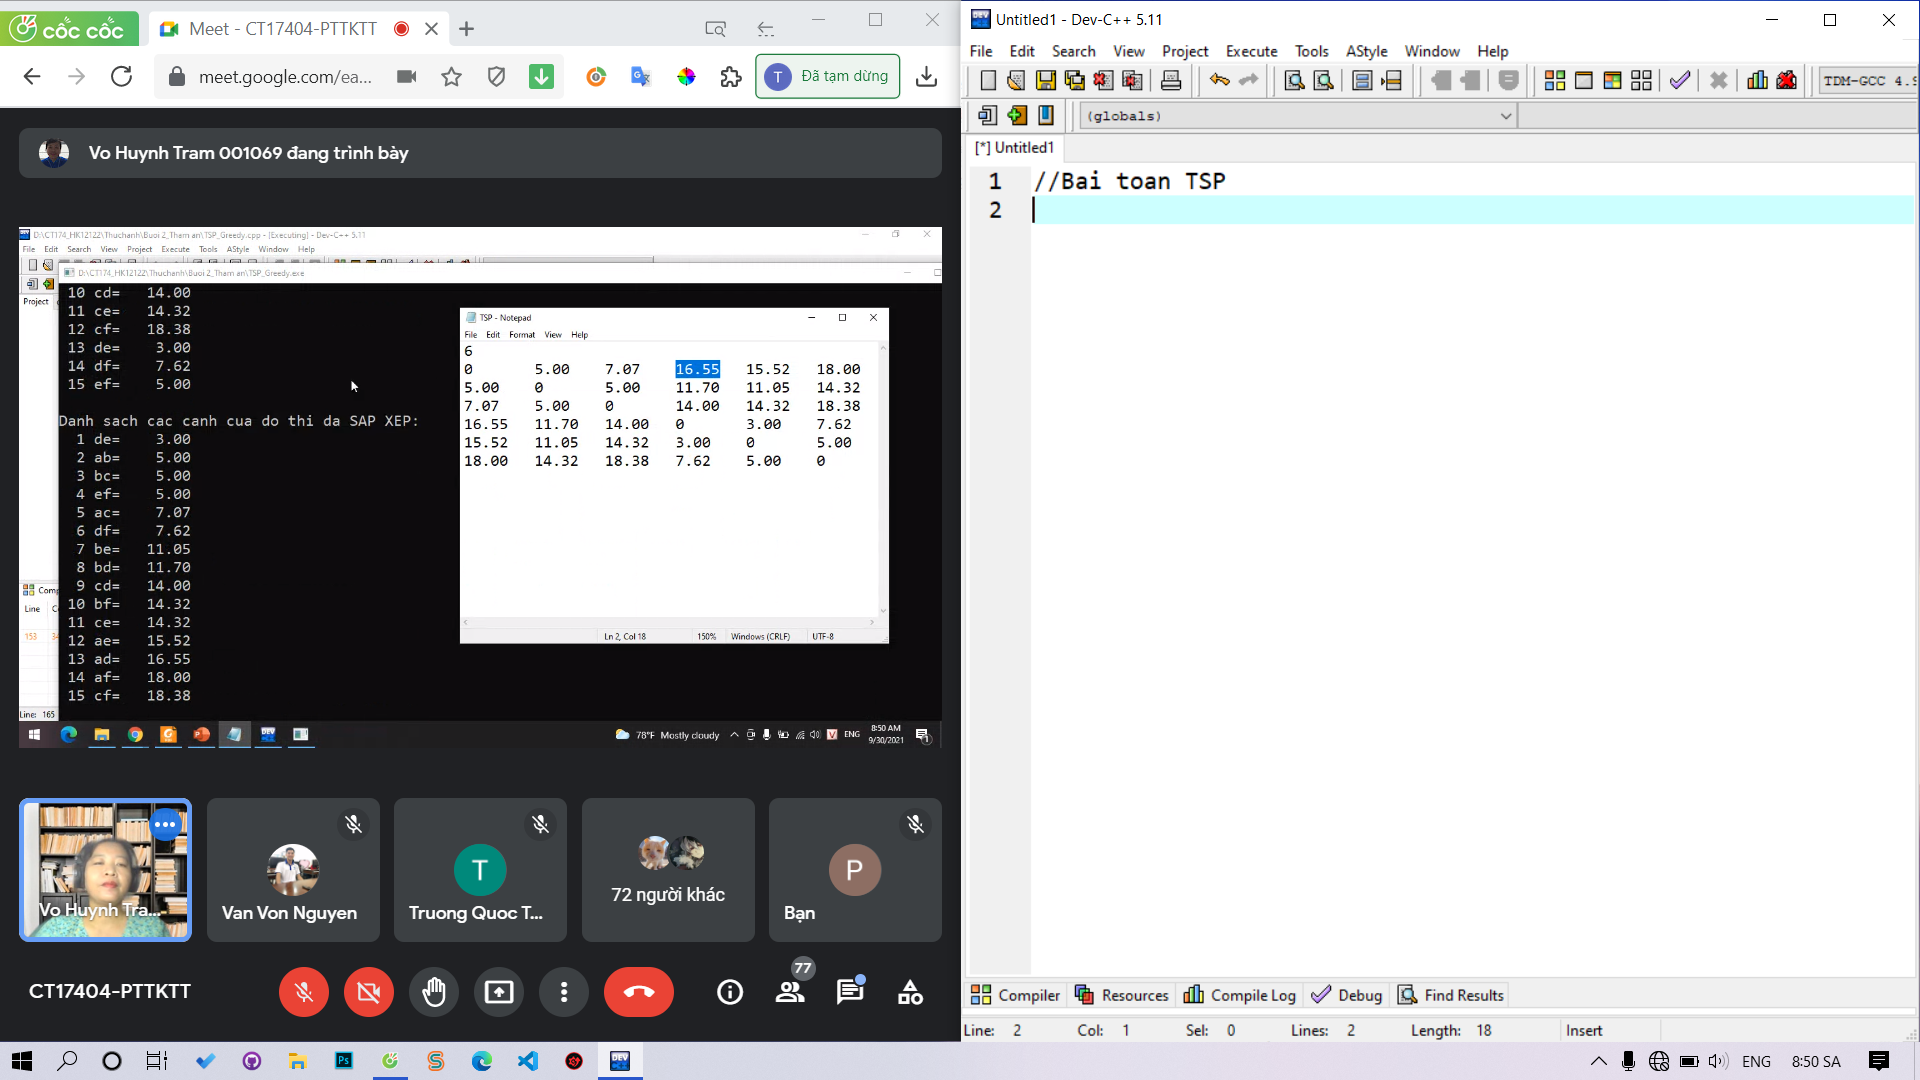 cốc cốc
Meet - CT17404-PTTKTT
meet.google.com/ea...
T
Đã tạm dừng
Vo Huynh Tram 001069 đang trình bày
D:\CT174_HK12122\Thuchanh\Buoi 2_Tham an\TSP_Greedy.cpp - [Executing] - Dev-C++ 5.11
File Edit Search View Project Execute Tools AStyle Window Help
D:\CT174_HK12122\Thuchanh\Buoi 2_Tham an\TSP_Greedy.exe
Project
10 cd= 14.00
11 ce= 14.32
12 cf= 18.38
13 de= 3.00
14 df= 7.62
15 ef= 5.00
Danh sach cac canh cua do thi da SAP XEP:
1 de= 3.00
2 ab= 5.00
3 bc= 5.00
4 ef= 5.00
5 ac= 7.07
6 df= 7.62
7 be= 11.05
8 bd= 11.70
9 cd= 14.00
10 bf= 14.32
11 ce= 14.32
12 ae= 15.52
13 ad= 16.55
14 af= 18.00
15 cf= 18.38
Comp
Line
153
Line: 165
TSP - Notepad
File Edit Format View Help
6
0 5.00 7.07 16.55 15.52 18.00
5.00 0 5.00 11.70 11.05 14.32
7.07 5.00 0 14.00 14.32 18.38
16.55 11.70 14.00 0 3.00 7.62
15.52 11.05 14.32 3.00 0 5.00
18.00 14.32 18.38 7.62 5.00 0
Ln 2, Col 18 150% Windows (CRLF) UTF-8
78°F Mostly cloudy ENG 8:50 AM
9/30/2021
Vo Huynh Tra...
Van Von Nguyen
T
Truong Quoc T...
72 người khác
P
Bạn
CT17404-PTTKTT
77
Untitled1 - Dev-C++ 5.11
File Edit Search View Project Execute Tools AStyle Window Help
TDM-GCC 4.9
(globals)
[*] Untitled1
1 //Bai toan TSP
2
Compiler Resources Compile Log Debug Find Results
Line: 2 Col: 1 Sel: 0 Lines: 2 Length: 18 Insert
ENG 8:50 SA